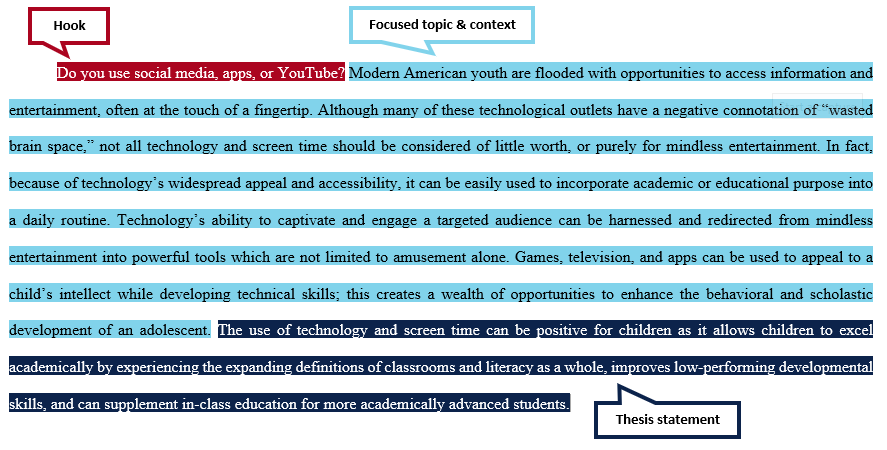 Hook
Focused topic & context
Do you use social media, apps, or YouTube? Modern American youth are flooded with opportunities to access information and
entertainment, often at the touch of a fingertip. Although many of these technological outlets have a negative connotation of “wasted
brain space,” not all technology and screen time should be considered of little worth, or purely for mindless entertainment. In fact,
because of technology’s widespread appeal and accessibility, it can be easily used to incorporate academic or educational purpose into
a daily routine. Technology’s ability to captivate and engage a targeted audience can be harnessed and redirected from mindless
entertainment into powerful tools which are not limited to amusement alone. Games, television, and apps can be used to appeal to a
child’s intellect while developing technical skills; this creates a wealth of opportunities to enhance the behavioral and scholastic
development of an adolescent. The use of technology and screen time can be positive for children as it allows children to excel
academically by experiencing the expanding definitions of classrooms and literacy as a whole, improves low-performing developmental
skills, and can supplement in-class education for more academically advanced students.
Thesis statement